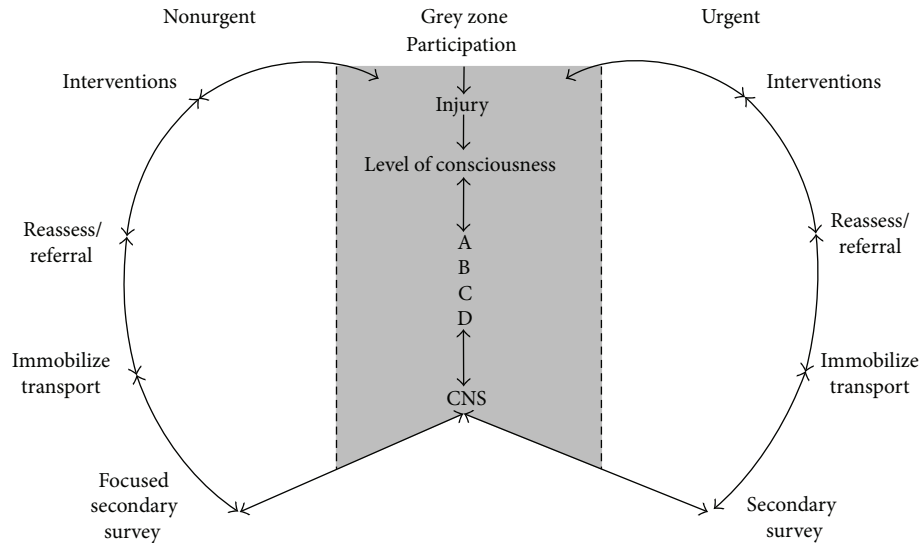 Nonurgent
Grey zone
Urgent
Participation
Interventions
Injury
Interventions
Level of consciousness
Reassess/
referral
A
B
C
D
Reassess/
referral
Immobilize
transport
CNS
Immobilize
transport
Focused
secondary
survey
Secondary
survey